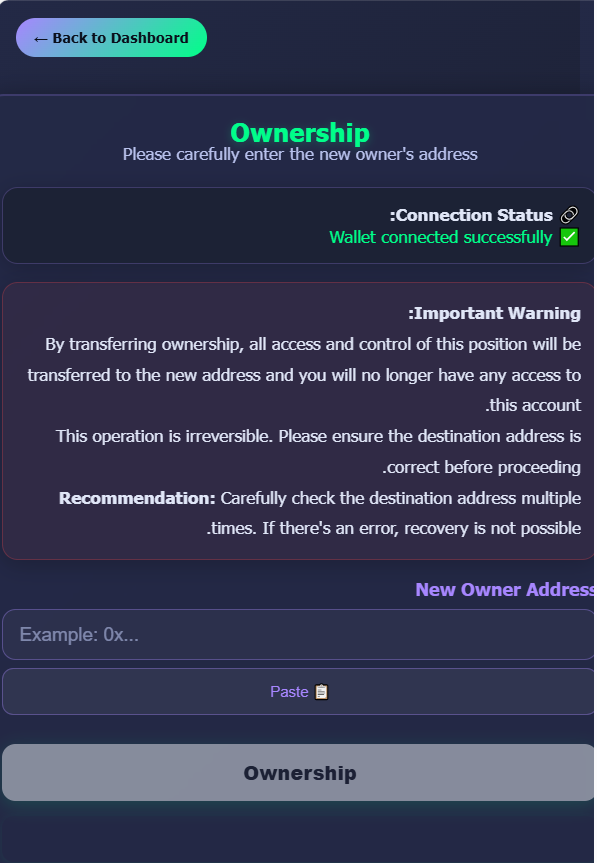 ← Back to Dashboard
Ownership
Please carefully enter the new owner's address
:Connection Status 🔗
Wallet connected successfully ✅
:Important Warning
By transferring ownership, all access and control of this position will be
transferred to the new address and you will no longer have any access to
.this account
This operation is irreversible. Please ensure the destination address is
.correct before proceeding
Recommendation: Carefully check the destination address multiple
.times. If there's an error, recovery is not possible
New Owner Address
Example: 0x...
Paste 📋
Ownership